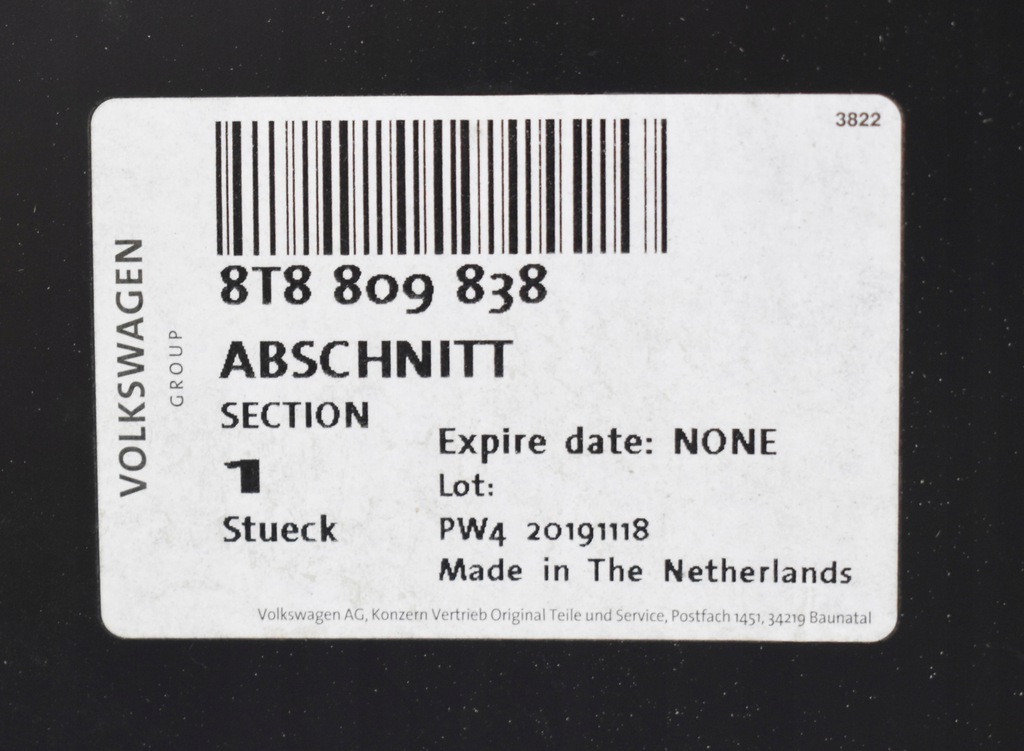 3822
VOLKSWAGEN
GROUP
8T8 809 838
ABSCHNITT
SECTION
1
Stueck
Expire date: NONE
Lot:
PW4 20191118
Made in The Netherlands
Volkswagen AG, Konzern Vertrieb Original Teile und Service, Postfach 1451, 34219 Baunatal